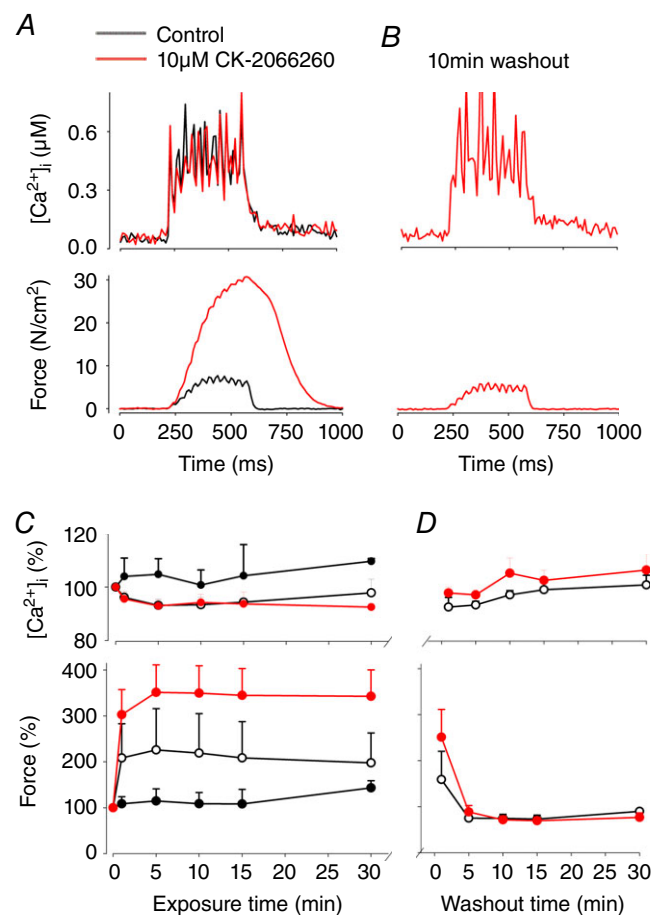 A
Control
10μM CK-2066260
B
10min washout
[Ca²⁺]ᵢ (μM)
0.6
0.3
0.0
Force (N/cm²)
30
20
10
0
0 250 500 750 1000
Time (ms)
0 250 500 750 1000
Time (ms)
C
D
[Ca²⁺]ᵢ (%)
120
100
80
Force (%)
400
300
200
100
0
0 5 10 15 20 25 30
Exposure time (min)
0 5 10 15 20 25 30
Washout time (min)